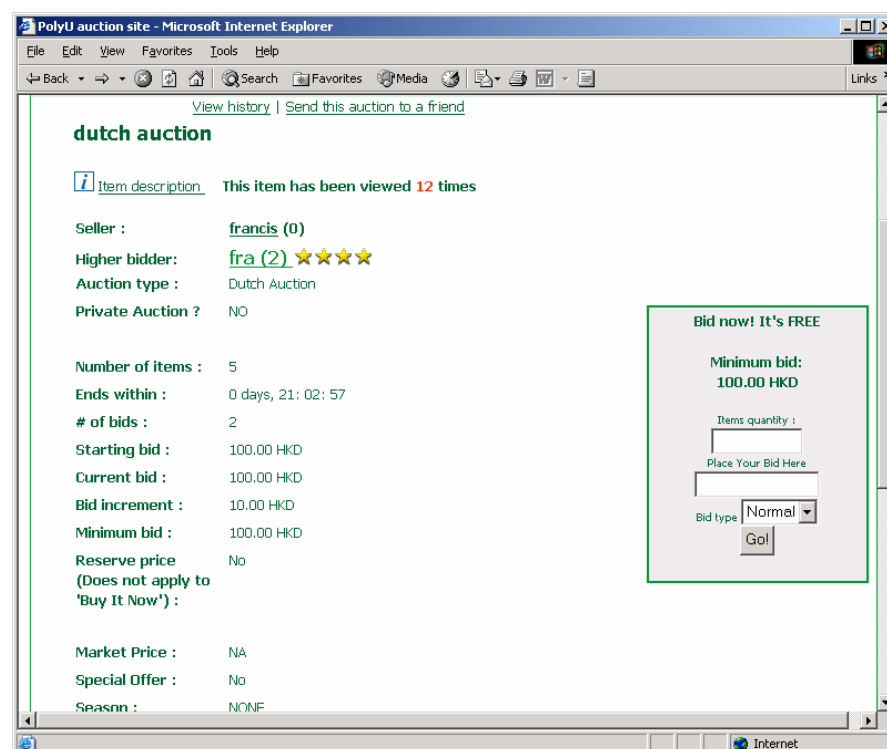 PolyU auction site - Microsoft Internet Explorer
File Edit View Favorites Tools Help
Back Search Favorites Media Links »
View history | Send this auction to a friend
dutch auction
i Item description This item has been viewed 12 times
Seller : francis (0)
Higher bidder: fra (2)
Auction type : Dutch Auction
Private Auction ? NO
Number of items : 5
Ends within : 0 days, 21: 02: 57
# of bids : 2
Starting bid : 100.00 HKD
Current bid : 100.00 HKD
Bid increment : 10.00 HKD
Minimum bid : 100.00 HKD
Reserve price No
(Does not apply to
'Buy It Now') :
Market Price : NA
Special Offer : No
Season : NONE
Bid now! It's FREE
Minimum bid:
100.00 HKD
Items quantity :
Place Your Bid Here
Bid type Normal
Go!
Internet